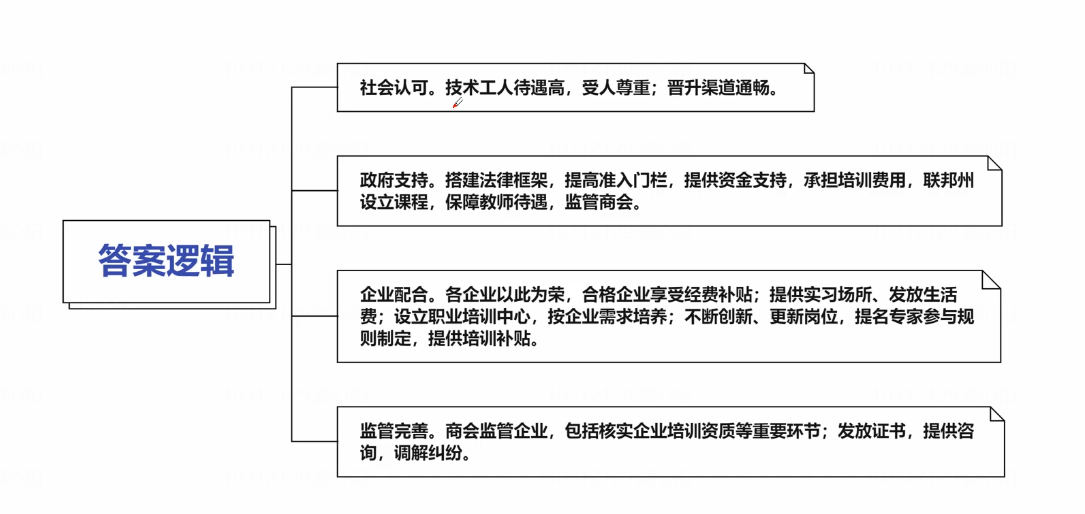 答案逻辑
社会认可。技术工人待遇高，受人尊重；晋升渠道通畅。
政府支持。搭建法律框架，提高准入门栏，提供资金支持，承担培训费用，联邦州
设立课程，保障教师待遇，监管商会。
企业配合。各企业以此为荣，合格企业享受经费补贴；提供实习场所、发放生活
费；设立职业培训中心，按企业需求培养；不断创新、更新岗位，提名专家参与规
则制定，提供培训补贴。
监管完善。商会监管企业，包括核实企业培训资质等重要环节；发放证书，提供咨
询，调解纠纷。